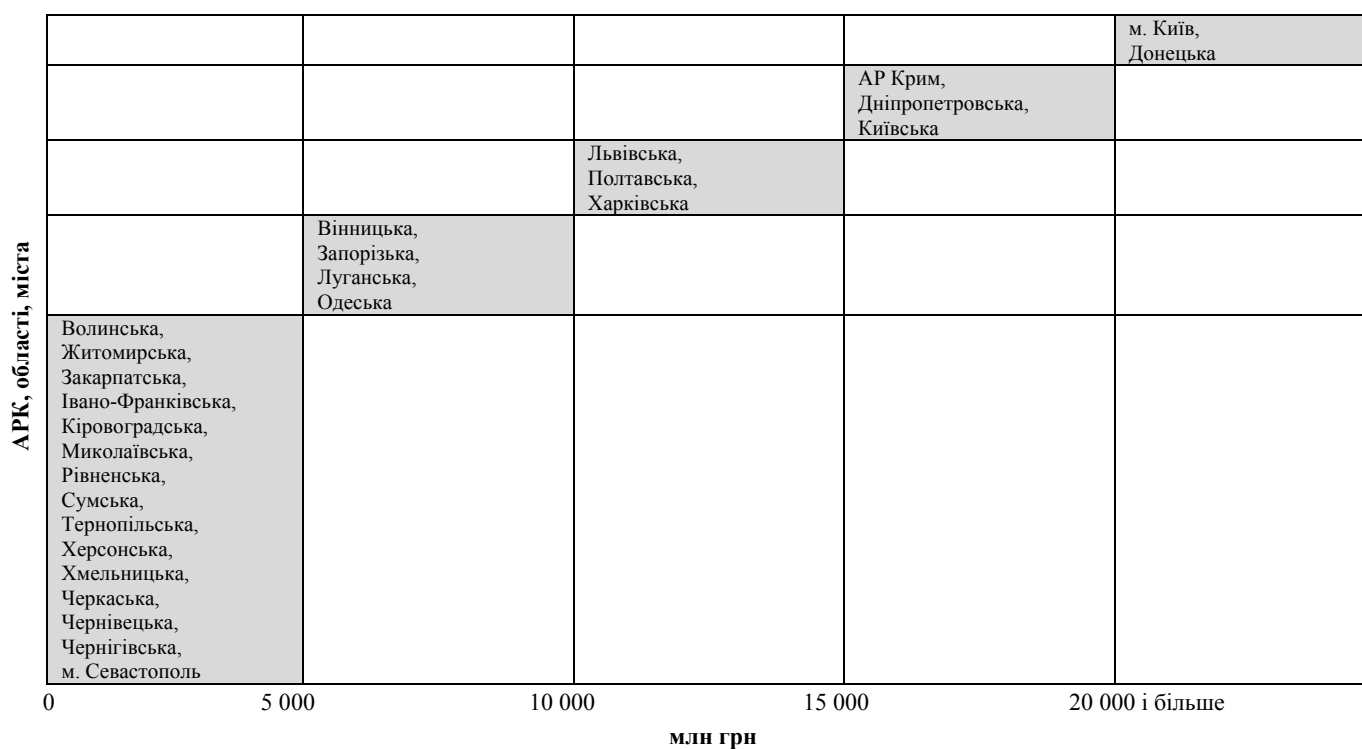 м. Київ,
Донецька
АР Крим,
Дніпропетровська,
Київська
Львівська,
Полтавська,
Харківська
Вінницька,
Запорізька,
Луганська,
Одеська
Волинська,
Житомирська,
Закарпатська,
Івано-Франківська,
Кіровоградська,
Миколаївська,
Рівненська,
Сумська,
Тернопільська,
Херсонська,
Хмельницька,
Черкаська,
Чернівецька,
Чернігівська,
м. Севастополь
АРК, області, міста
0 5 000 10 000 15 000 20 000 і більше
млн грн